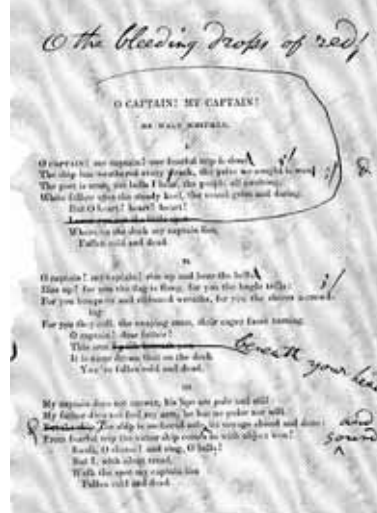 O the bleeding drops of red!
O CAPTAIN! MY CAPTAIN!
BY WALT WHITMAN.
I
O CAPTAIN! my captain! our fearful trip is done
The ship has weathered every the prize we sought is won
The port is near, the bells I hear, the people all exulting,
While follow eyes the steady keel, the vessel grim and daring.
But O heart! heart! heart!
Where on the deck my captain lies,
Fallen cold and dead.
II
O captain! my captain! rise up and hear the bells
Rise up! for you the flag is flung, for you the bugle trills:
For you bouquets and ribboned wreaths, for you the shores a-crowd-
ing:
For you they call, the swaying mass, their eager faces turning.
O captain! dear father!
This arm
beneath your head
It is some dream that on the deck
You've fallen cold and dead.
III
My captain does not answer, his lips are pale and still
My father does not feel my arm, he has no pulse nor will
ship is anchored its voyage closed and done:
and
sound
From fearful trip the victor ship comes in with object won!
Exult, O shores! and ring, O bells!
But I, with silent tread,
Walk the spot my captain lies
Fallen cold and dead.